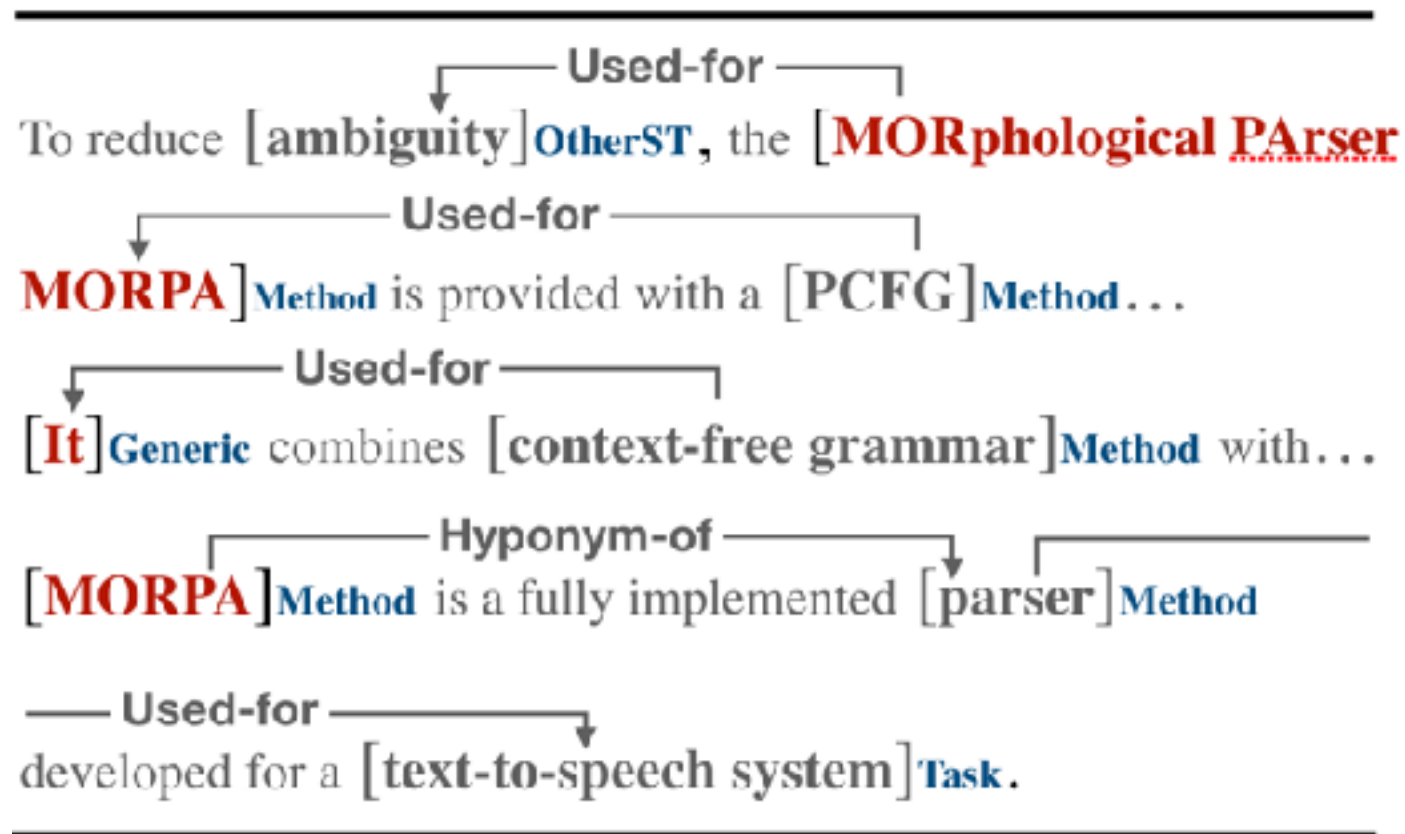 Used-for
To reduce [ambiguity]OtherST, the [MORphological PArser
Used-for
MORPA]Method is provided with a [PCFG]Method...
Used-for
[It]Generic combines [context-free grammar]Method with...
Hyponym-of
[MORPA]Method is a fully implemented [parser]Method
Used-for
developed for a [text-to-speech system]Task.